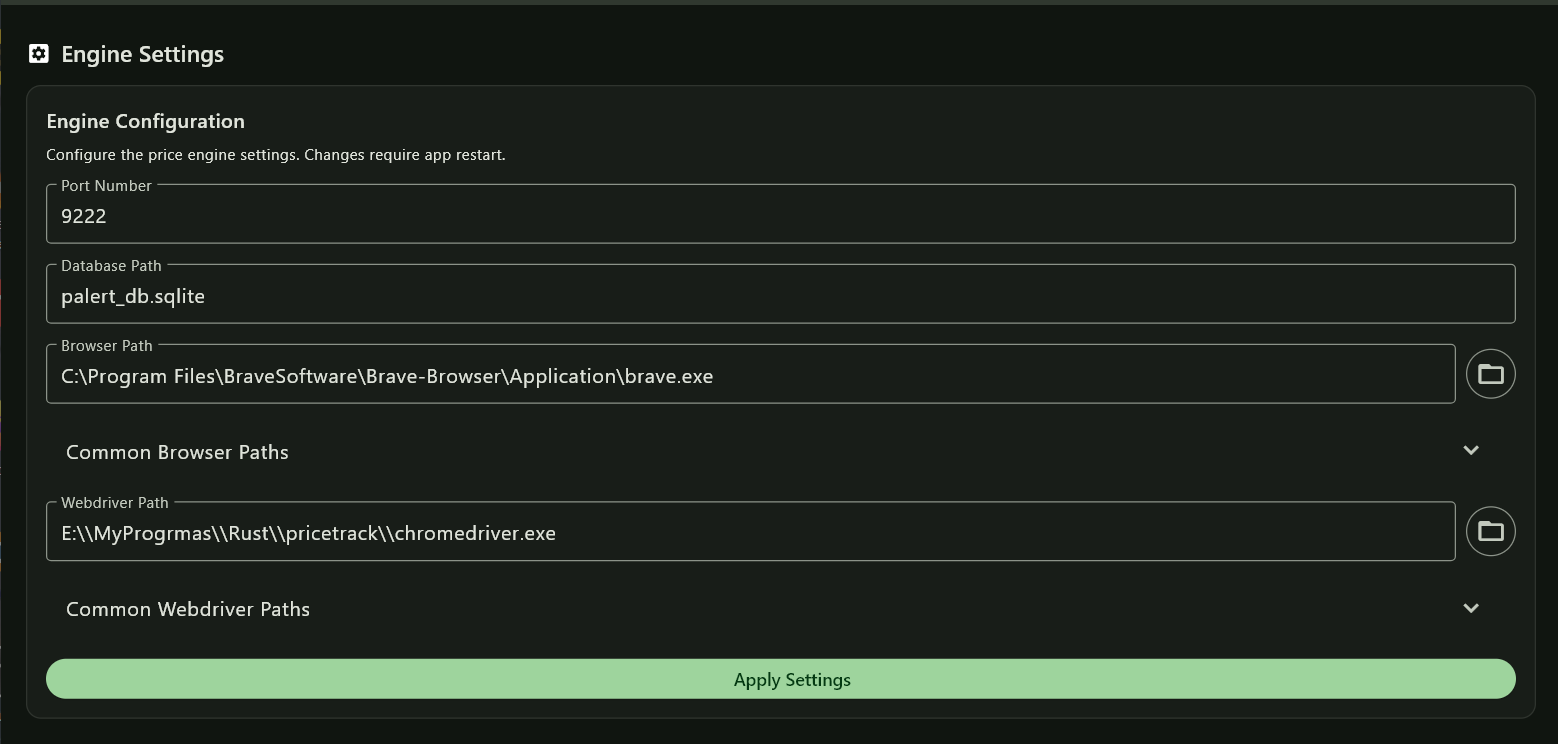 Engine Settings
Engine Configuration
Configure the price engine settings. Changes require app restart.
Port Number
9222
Database Path
palert_db.sqlite
Browser Path
C:\Program Files\BraveSoftware\Brave-Browser\Application\brave.exe
Common Browser Paths
Webdriver Path
E:\\MyProgrmas\\Rust\\pricetrack\\chromedriver.exe
Common Webdriver Paths
Apply Settings